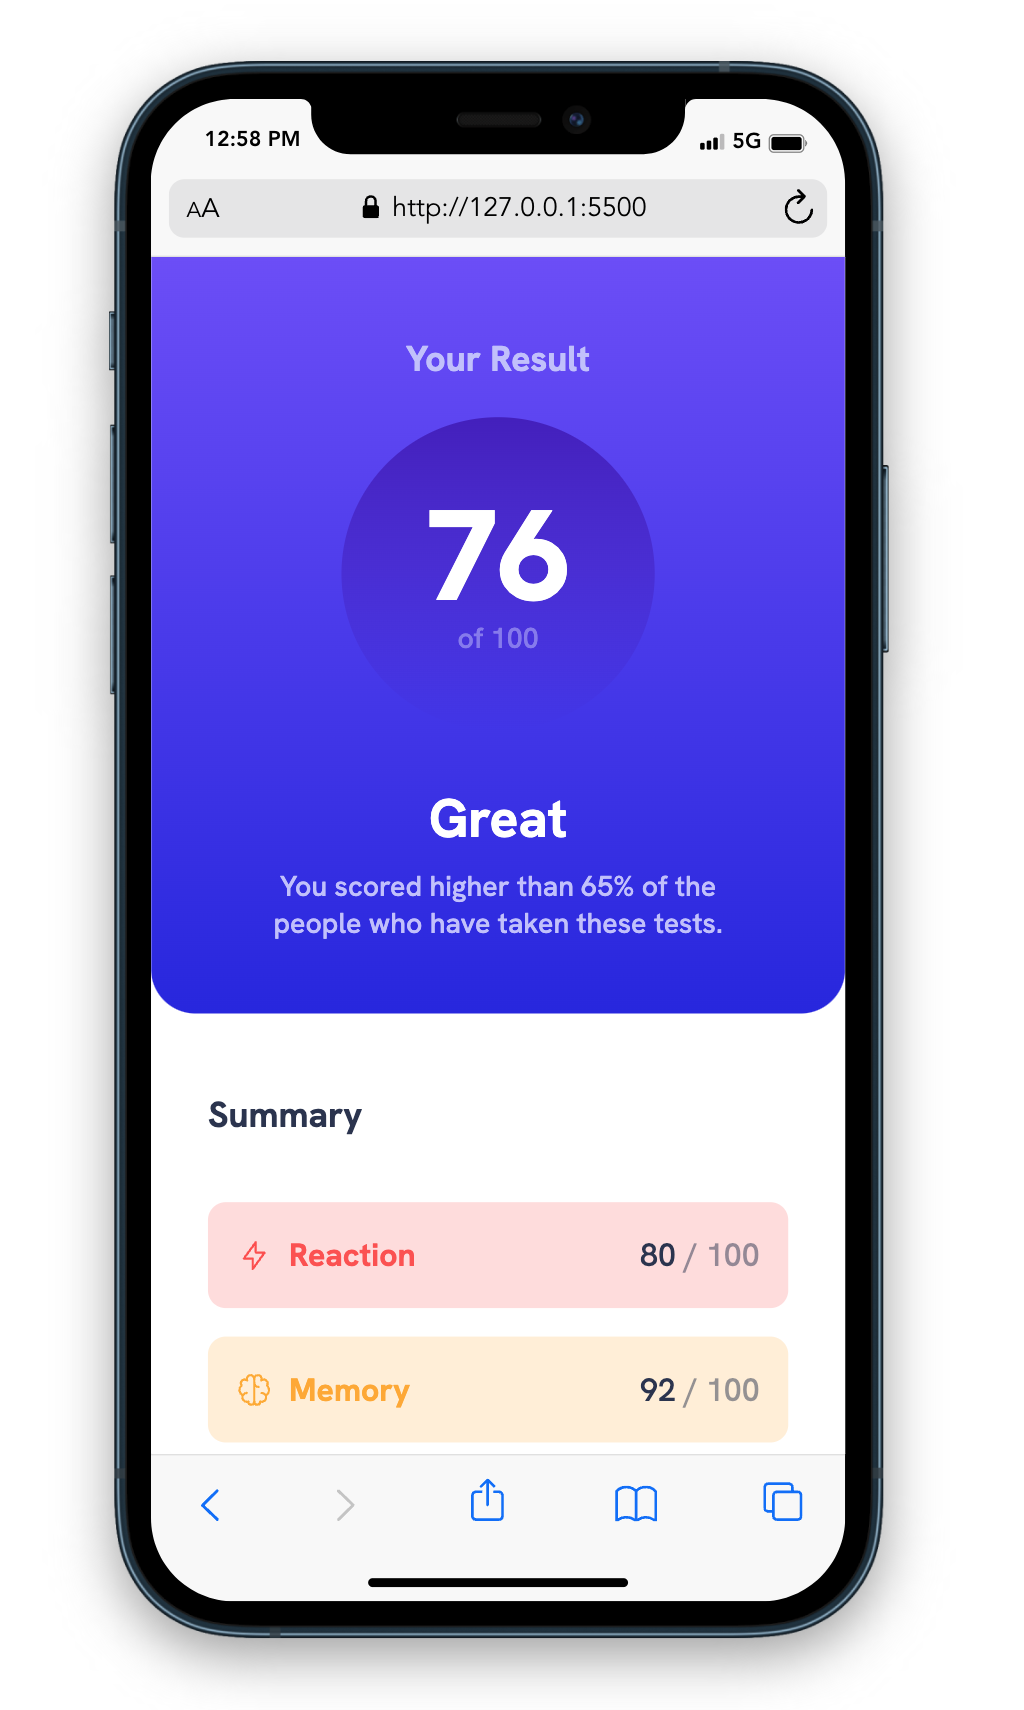 12:58 PM
5G
AA
http://127.0.0.1:5500
Your Result
76
of 100
Great
You scored higher than 65% of the
people who have taken these tests.
Summary
Reaction 80 / 100
Memory 92 / 100